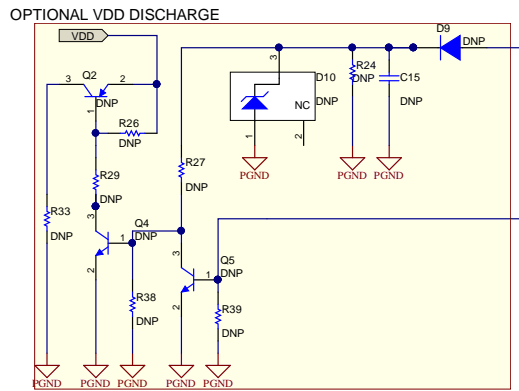 OPTIONAL VDD DISCHARGE
VDD
D9
DNP
Q2
3
2
DNP
1
R26
DNP
3
D10
DNP
NC
1
2
R24
DNP
C15
DNP
PGND
PGND
PGND
R29
DNP
R27
DNP
R33
DNP
3
Q4
DNP
1
2
3
Q5
DNP
1
2
R38
DNP
R39
DNP
PGND
PGND
PGND
PGND
PGND